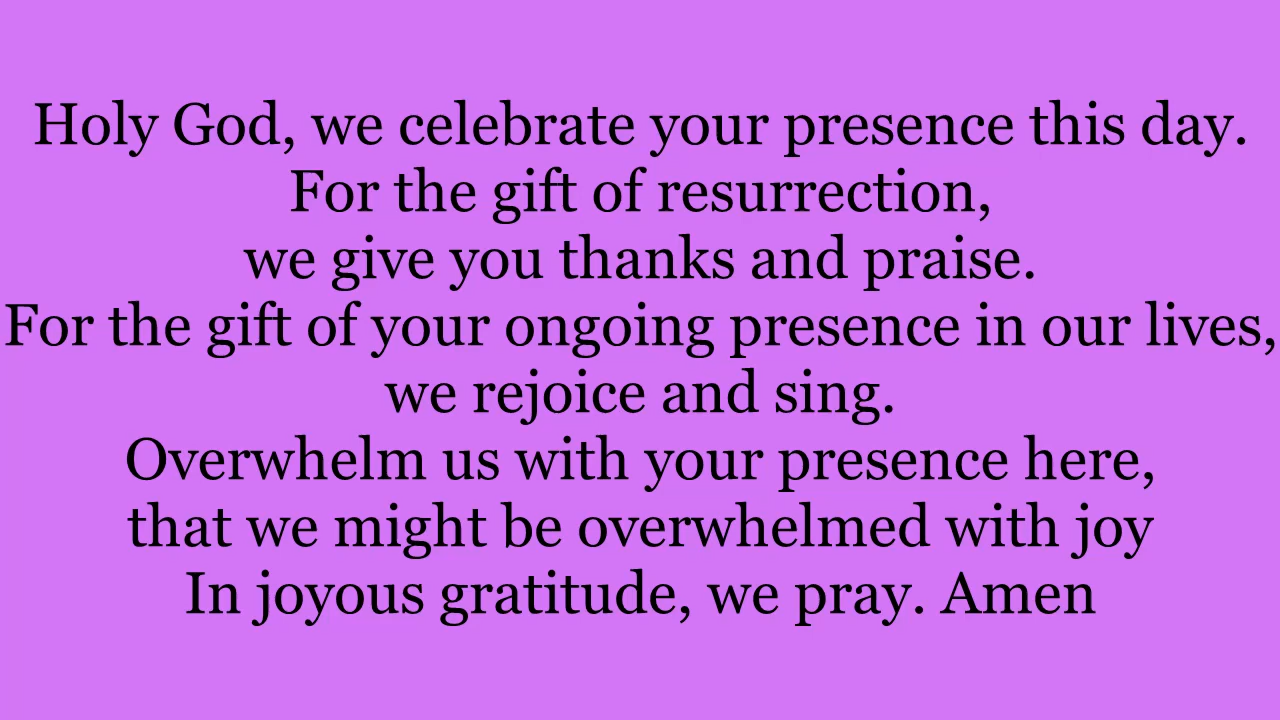 Holy God, we celebrate your presence this day.
For the gift of resurrection,
we give you thanks and praise.
For the gift of your ongoing presence in our lives,
we rejoice and sing.
Overwhelm us with your presence here,
that we might be overwhelmed with joy
In joyous gratitude, we pray. Amen